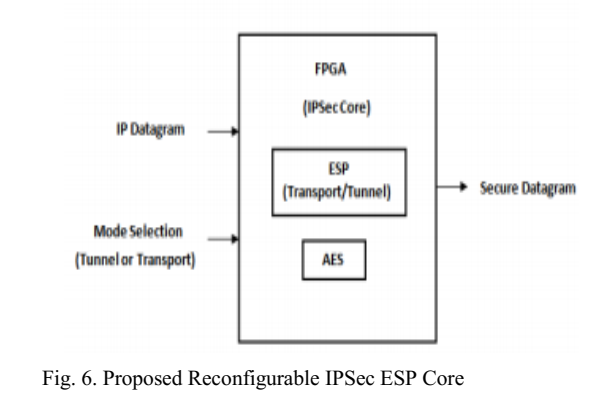 FPGA
(IPSec Core)
IP Datagram
ESP
(Transport/Tunnel)
Secure Datagram
Mode Selection
(Tunnel or Transport)
AES
Fig. 6. Proposed Reconfigurable IPSec ESP Core